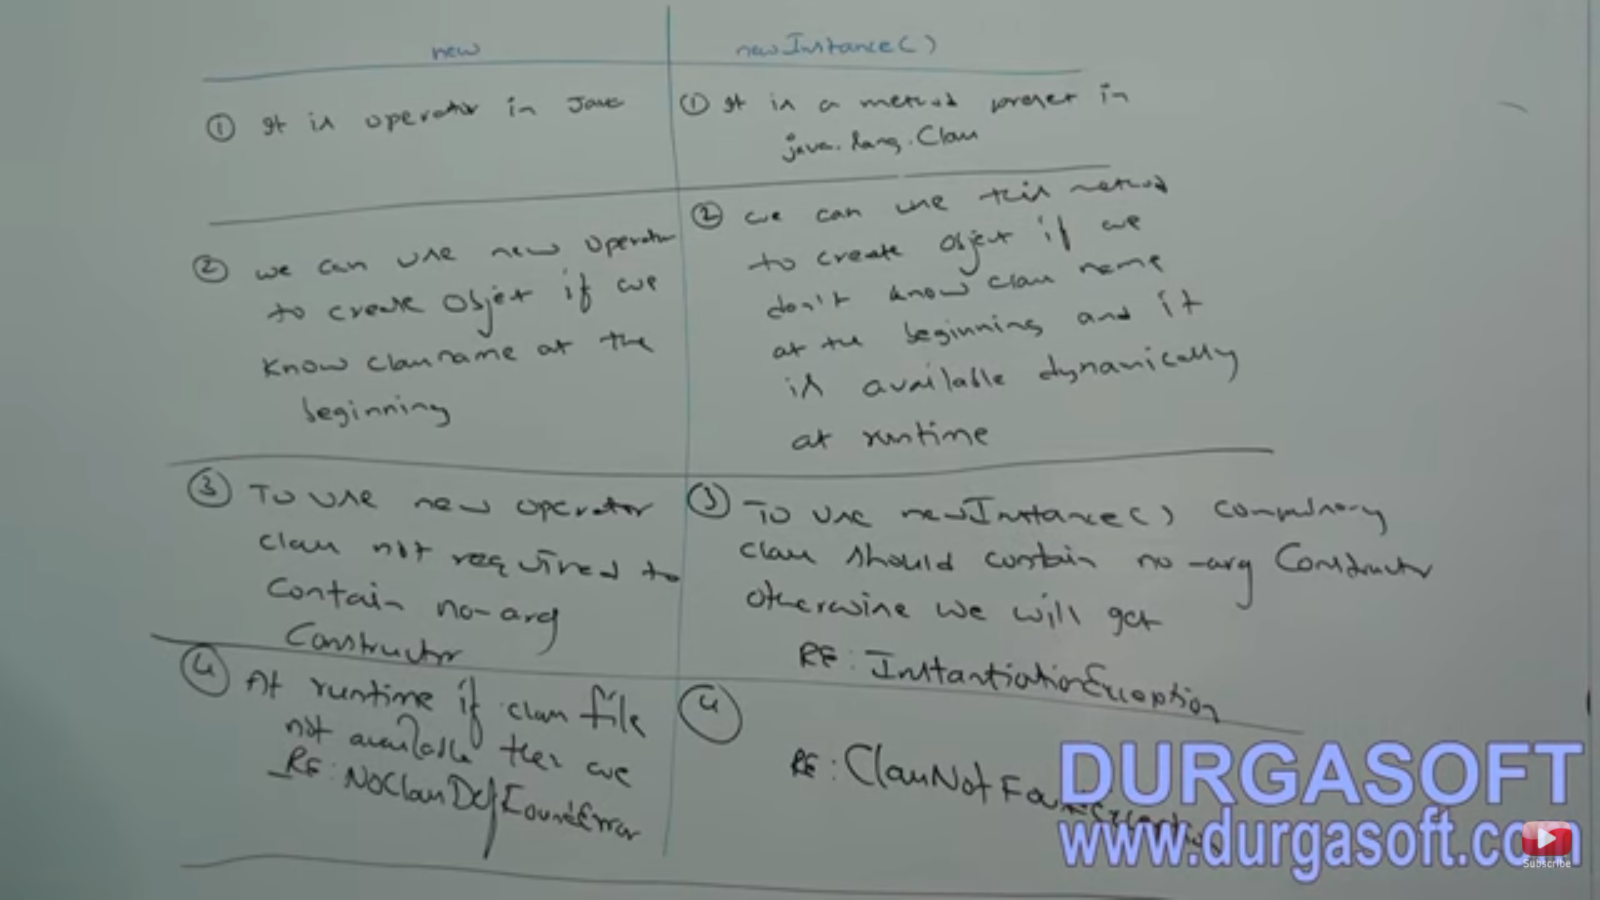 new
newInstance()
① It is operator in Java
① It is a method present in
java.lang.Class
② we can use new operator
to create Object if we
know class name at the
beginning
② we can use this method
to create object if we
don't know class name
at the beginning and it
is available dynamically
at runtime
③ To use new operator
class not required to
contain no-arg
Constructor
③ To use newInstance() compulsory
class should contain no-arg Constructor
otherwise we will get
RE: InstantiationException
④ At runtime if class file
not available then we
RE: NoClassDefFoundError
④
RE: ClassNotFoundException
DURGASOFT
www.durgasoft.com
Subscribe